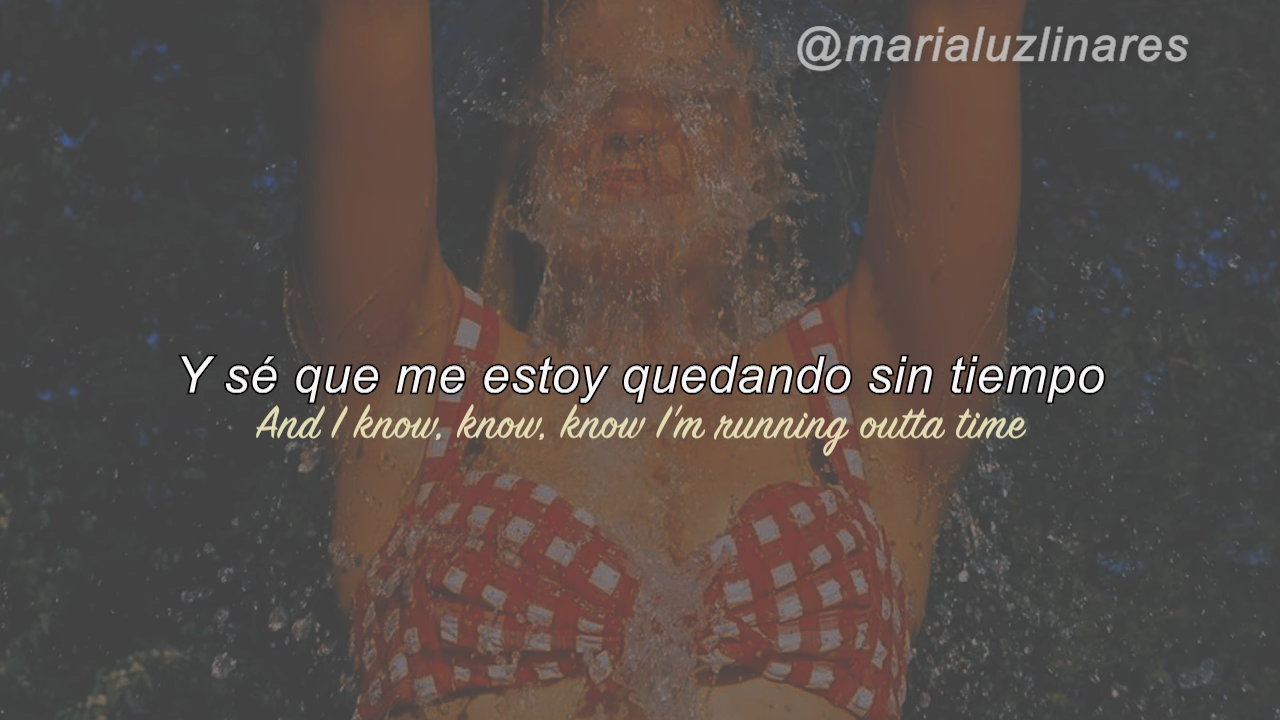 @marialuzlinares
Y sé que me estoy quedando sin tiempo
And I know, know, know I'm running outta time